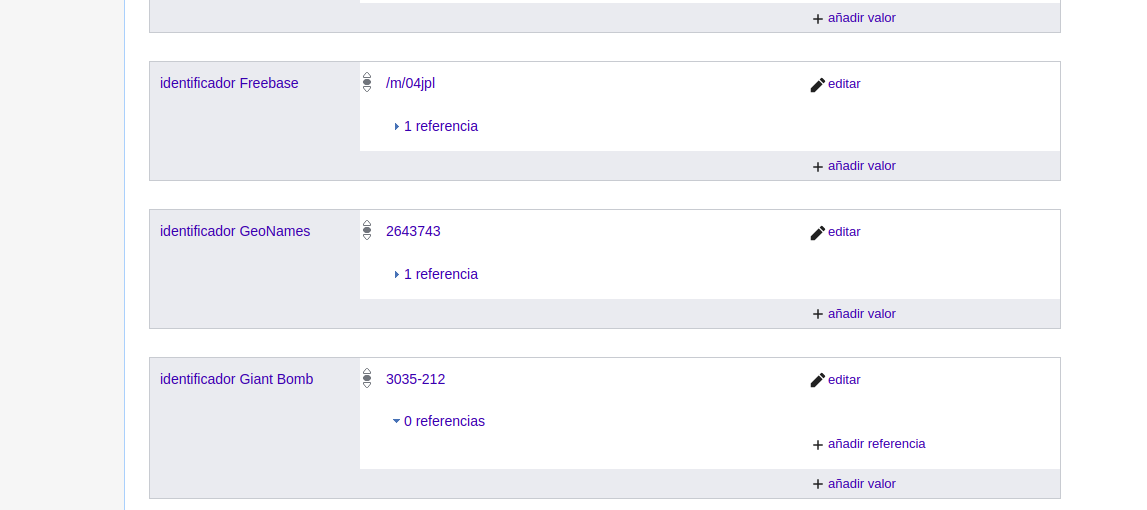 añadir valor
identificador Freebase
/m/04jpl
editar
1 referencia
añadir valor
identificador GeoNames
2643743
editar
1 referencia
añadir valor
identificador Giant Bomb
3035-212
editar
0 referencias
añadir referencia
añadir valor